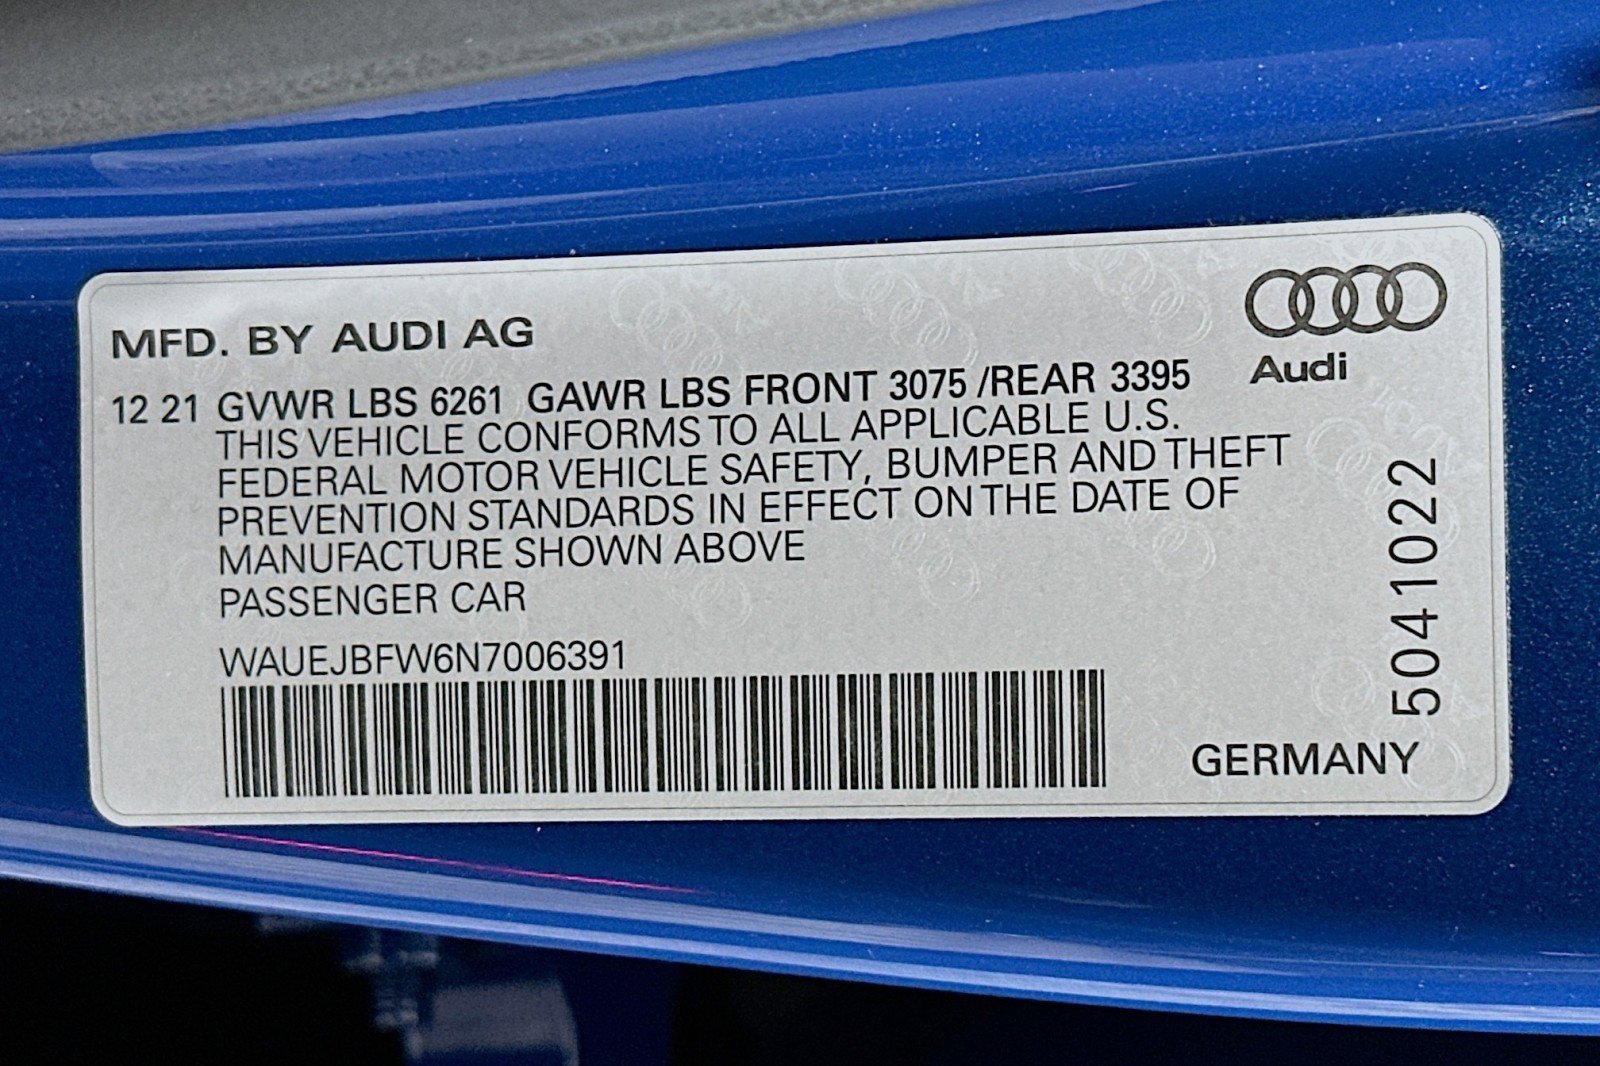 MFD. BY AUDI AG
Audi
12 21 GVWR LBS 6261 GAWR LBS FRONT 3075 /REAR 3395
THIS VEHICLE CONFORMS TO ALL APPLICABLE U.S.
FEDERAL MOTOR VEHICLE SAFETY, BUMPER AND THEFT
PREVENTION STANDARDS IN EFFECT ON THE DATE OF
MANUFACTURE SHOWN ABOVE
PASSENGER CAR
WAUEJBFW6N7006391
5041022
GERMANY